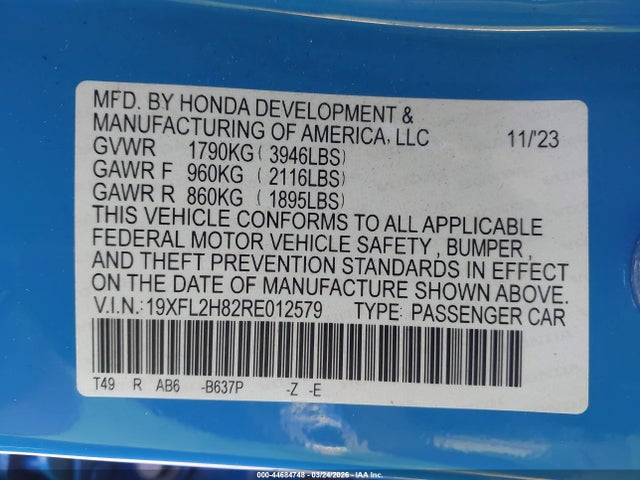 MFD. BY HONDA DEVELOPMENT &
MANUFACTURING OF AMERICA, LLC 11/'23
GVWR 1790KG ( 3946LBS)
GAWR F 960KG ( 2116LBS)
GAWR R 860KG ( 1895LBS)
THIS VEHICLE CONFORMS TO ALL APPLICABLE
FEDERAL MOTOR VEHICLE SAFETY , BUMPER ,
AND THEFT PREVENTION STANDARDS IN EFFECT
ON THE DATE OF MANUFACTURE SHOWN ABOVE.
V.I.N.: 19XFL2H82RE012579 TYPE: PASSENGER CAR
T49 R AB6 -B637P -Z -E
000-44684748 - 03/24/2026 - IAA Inc.